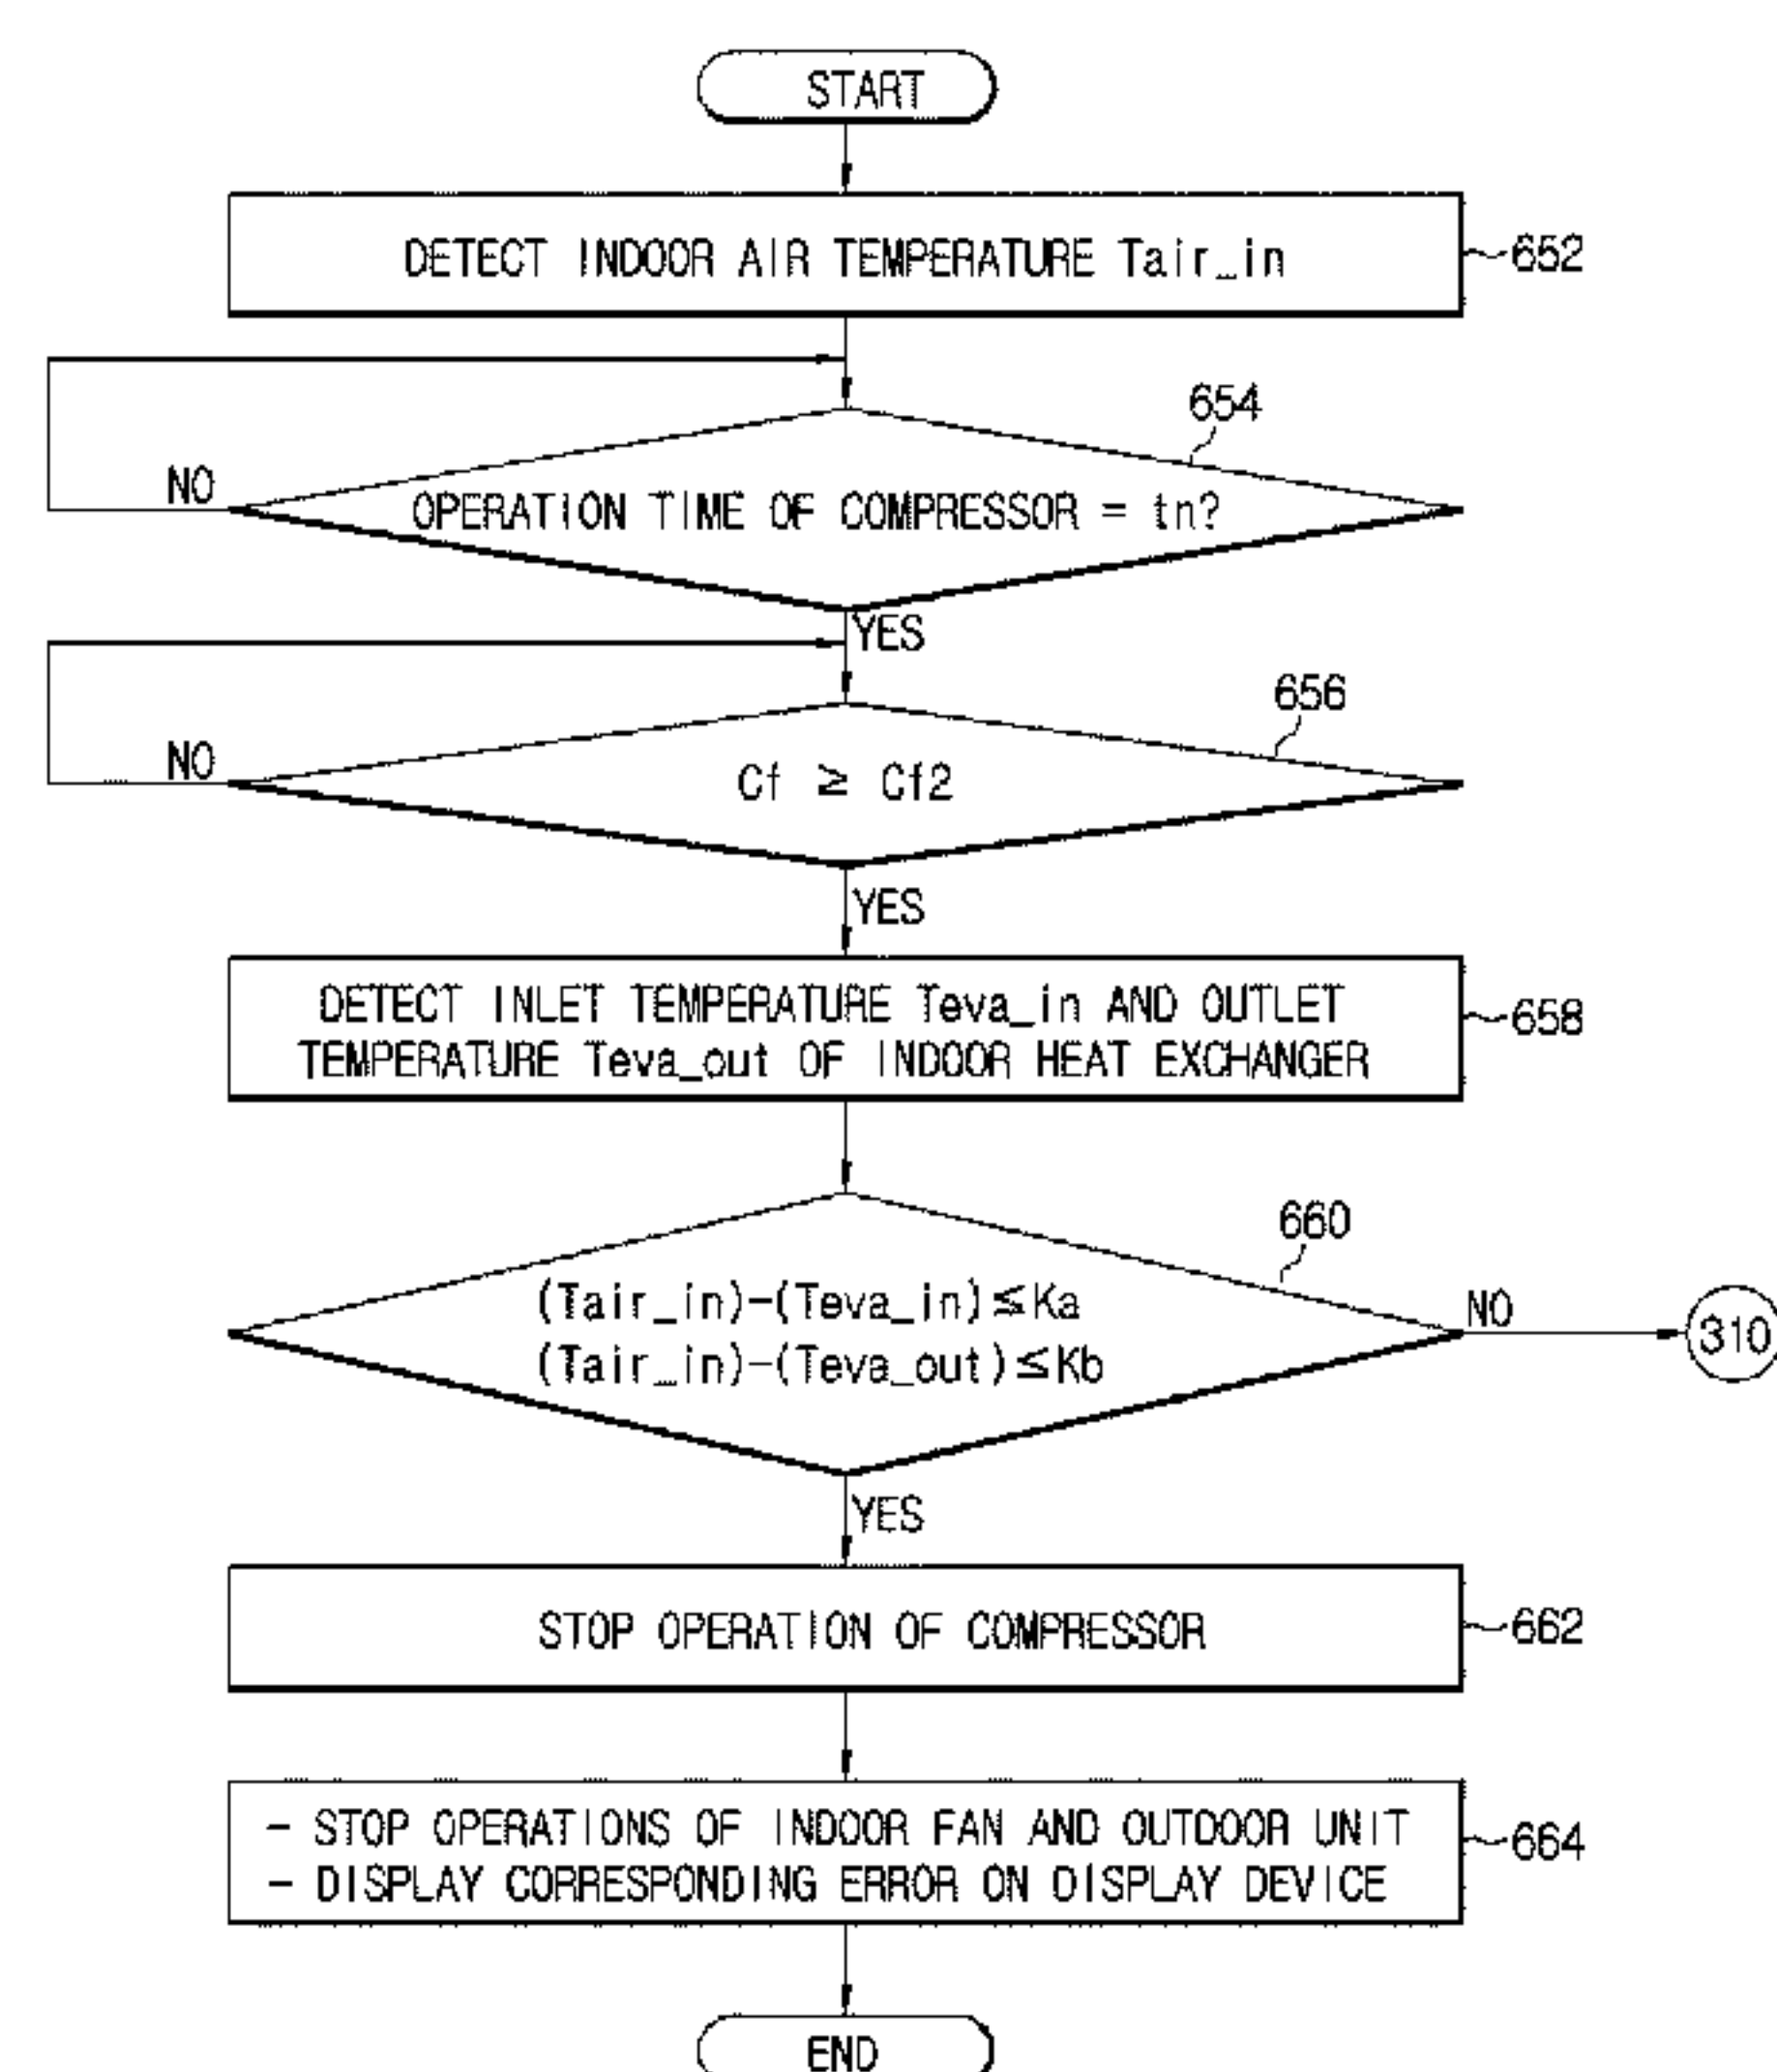 START
DETECT INDOOR AIR TEMPERATURE Tair_in
652
654
NO
OPERATION TIME OF COMPRESSOR = tn?
YES
656
NO
Cf ≥ Cf2
YES
DETECT INLET TEMPERATURE Teva_in AND OUTLET
TEMPERATURE Teva_out OF INDOOR HEAT EXCHANGER
658
660
(Tair_in)-(Teva_in)≤Ka
(Tair_in)-(Teva_out)≤Kb
NO
310
YES
STOP OPERATION OF COMPRESSOR
662
- STOP OPERATIONS OF INDOOR FAN AND OUTDOOR UNIT
- DISPLAY CORRESPONDING ERROR ON DISPLAY DEVICE
664
END